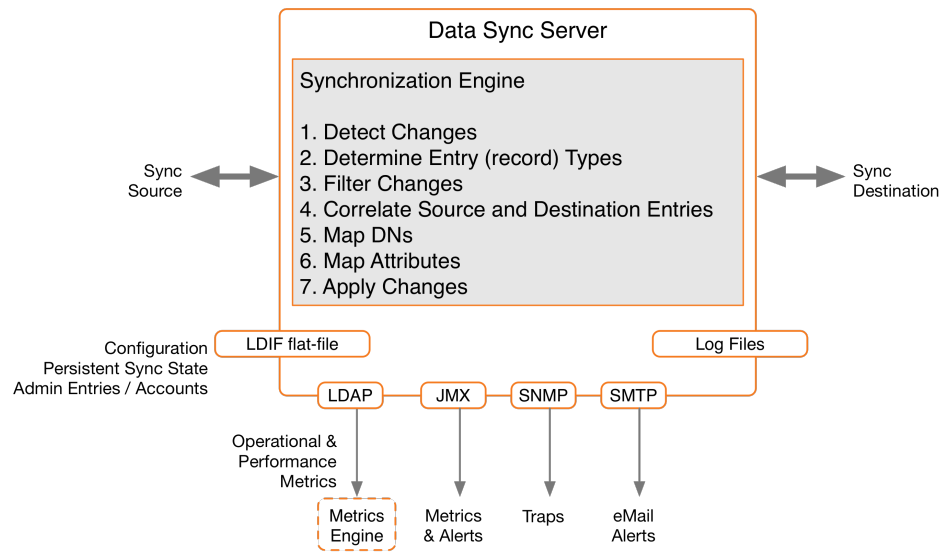 Data Sync Server
Synchronization Engine
1. Detect Changes
2. Determine Entry (record) Types
3. Filter Changes
4. Correlate Source and Destination Entries
5. Map DNs
6. Map Attributes
7. Apply Changes
Sync
Source
Sync
Destination
LDIF flat-file
Log Files
Configuration
Persistent Sync State
Admin Entries / Accounts
LDAP
JMX
SNMP
SMTP
Operational &
Performance
Metrics
Metrics
Engine
Metrics
& Alerts
Traps
eMail
Alerts